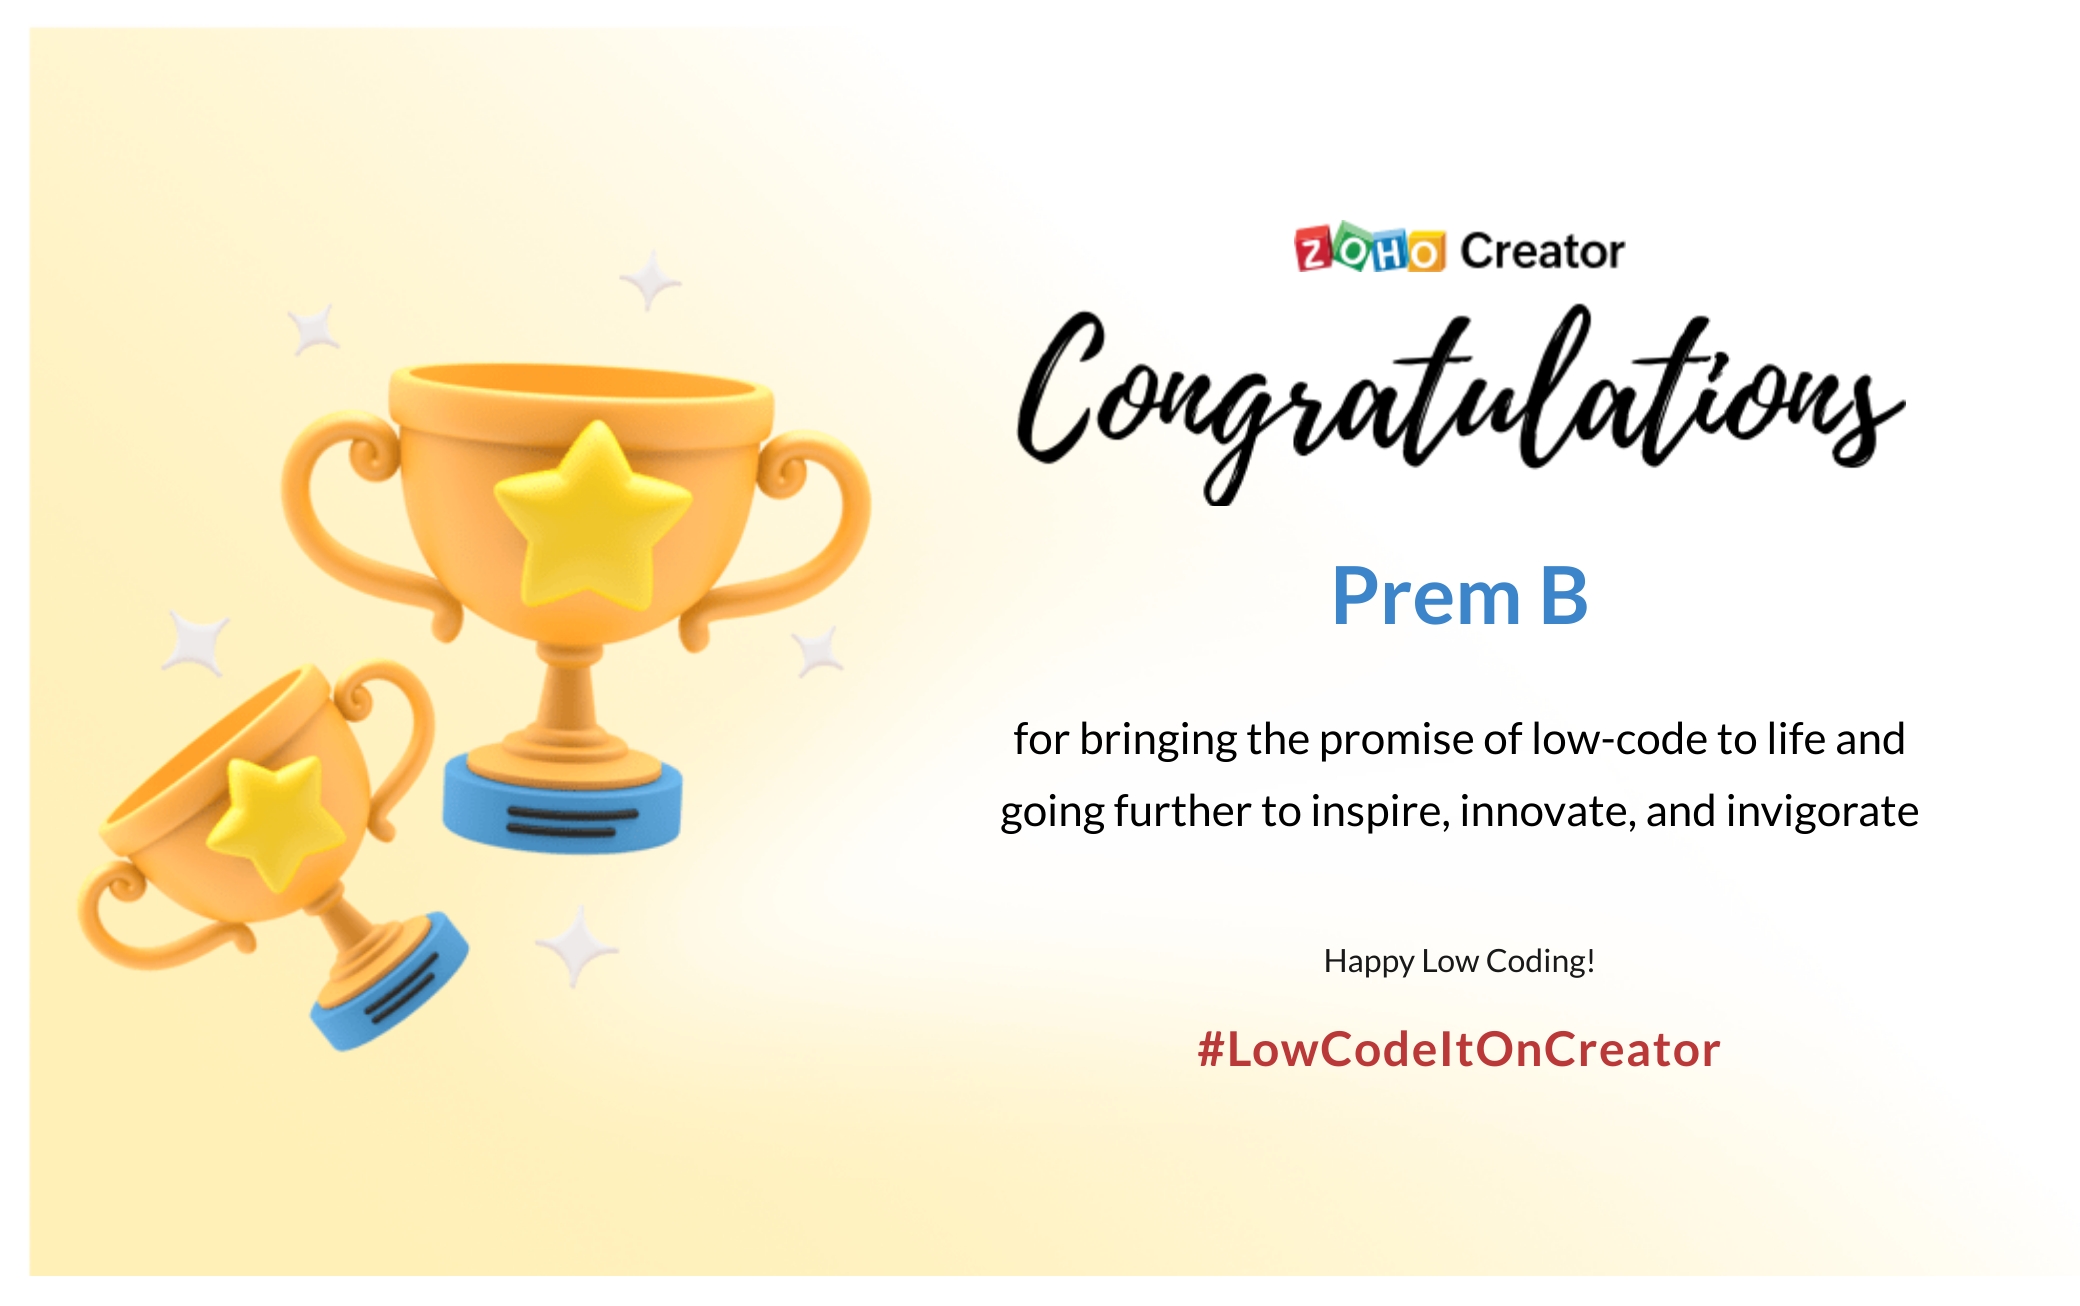 ZOHO Creator
Congratulations
Prem B
for bringing the promise of low-code to life and
going further to inspire, innovate, and invigorate
Happy Low Coding!
#LowCodeItOnCreator